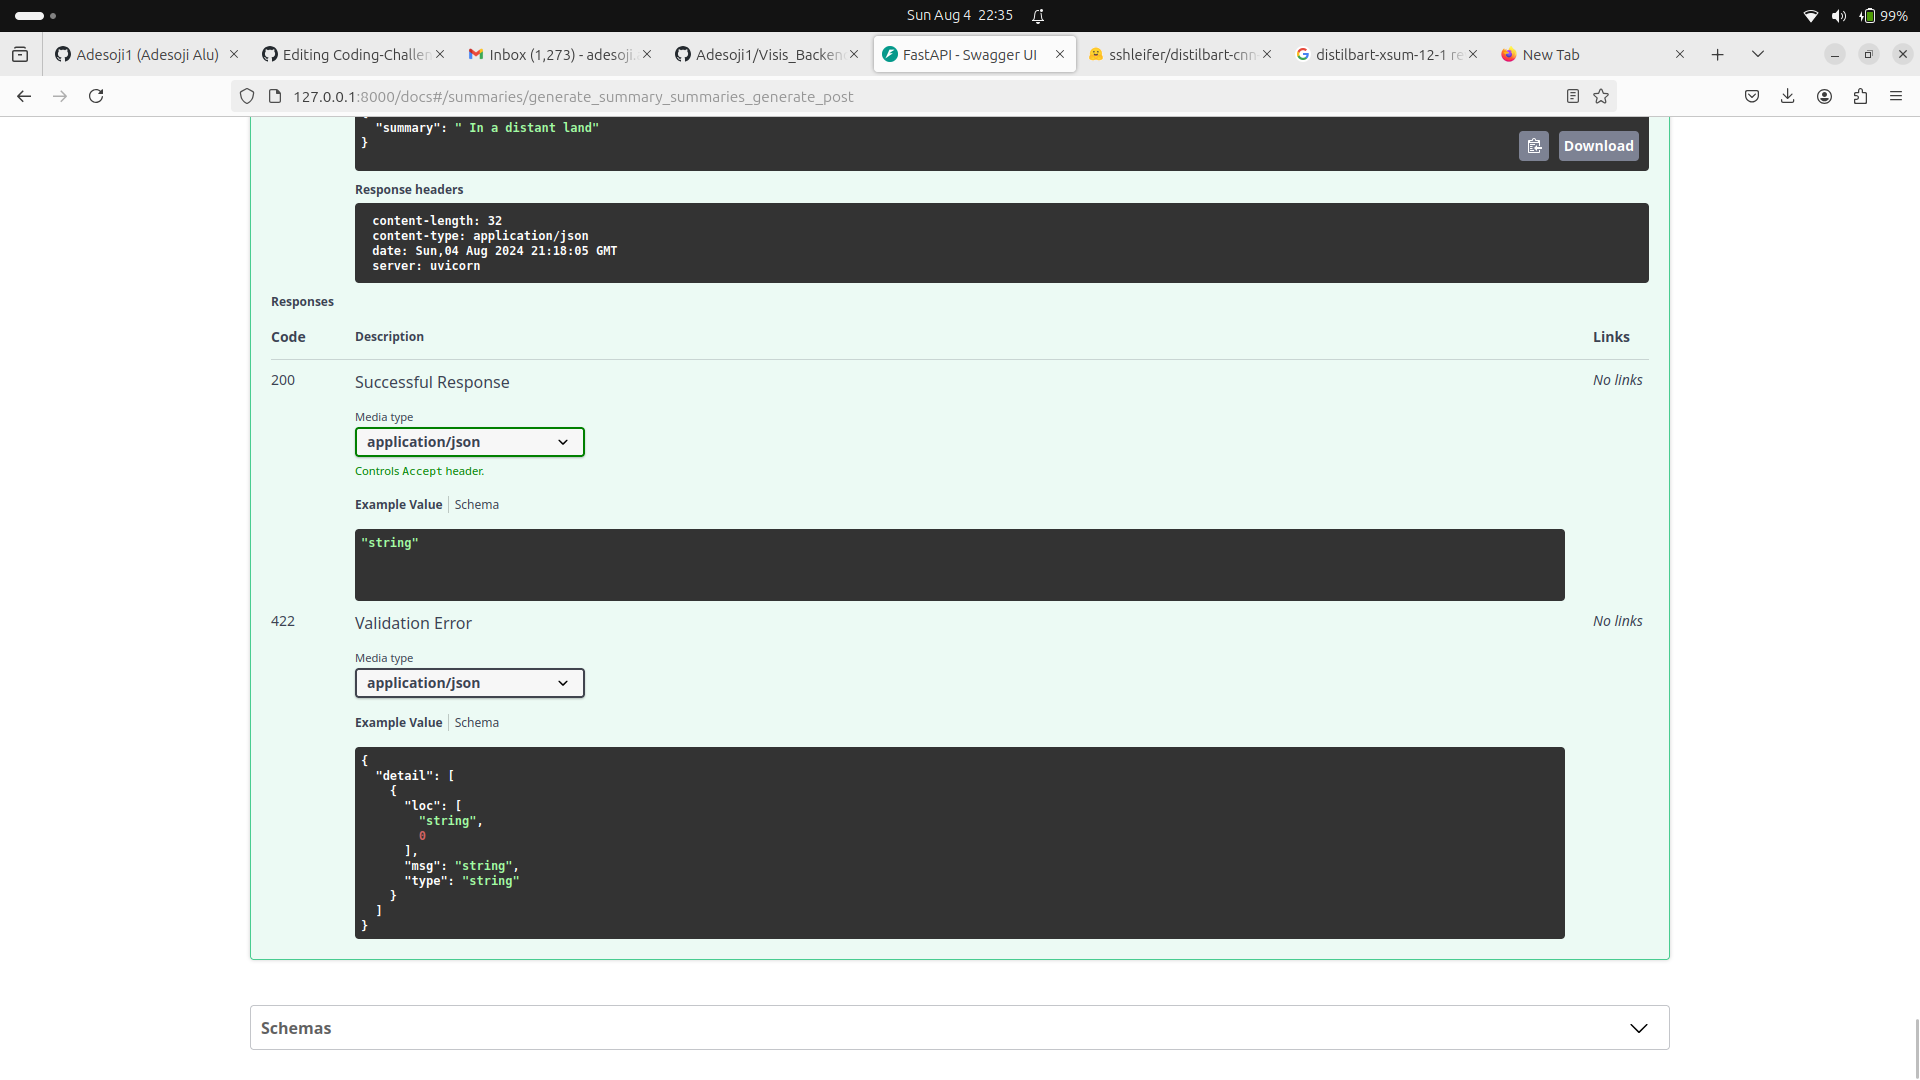 Sun Aug 4 22:35
99%
Adesoji1 (Adesoji Alu)
Editing Coding-Challen
Inbox (1,273) - adesoji.
Adesoji1/Visis_Backen
FastAPI - Swagger UI
sshleifer/distilbart-cnn
distilbart-xsum-12-1 re
New Tab
127.0.0.1:8000/docs#/summaries/generate_summary_summaries_generate_post
"summary": " In a distant land"
}
Download
Response headers
content-length: 32
content-type: application/json
date: Sun,04 Aug 2024 21:18:05 GMT
server: uvicorn
Responses
Code Description Links
200 Successful Response No links
Media type
application/json
Controls Accept header.
Example Value Schema
"string"
422 Validation Error No links
Media type
application/json
Example Value Schema
{
"detail": [
{
"loc": [
"string",
0
],
"msg": "string",
"type": "string"
}
]
}
Schemas